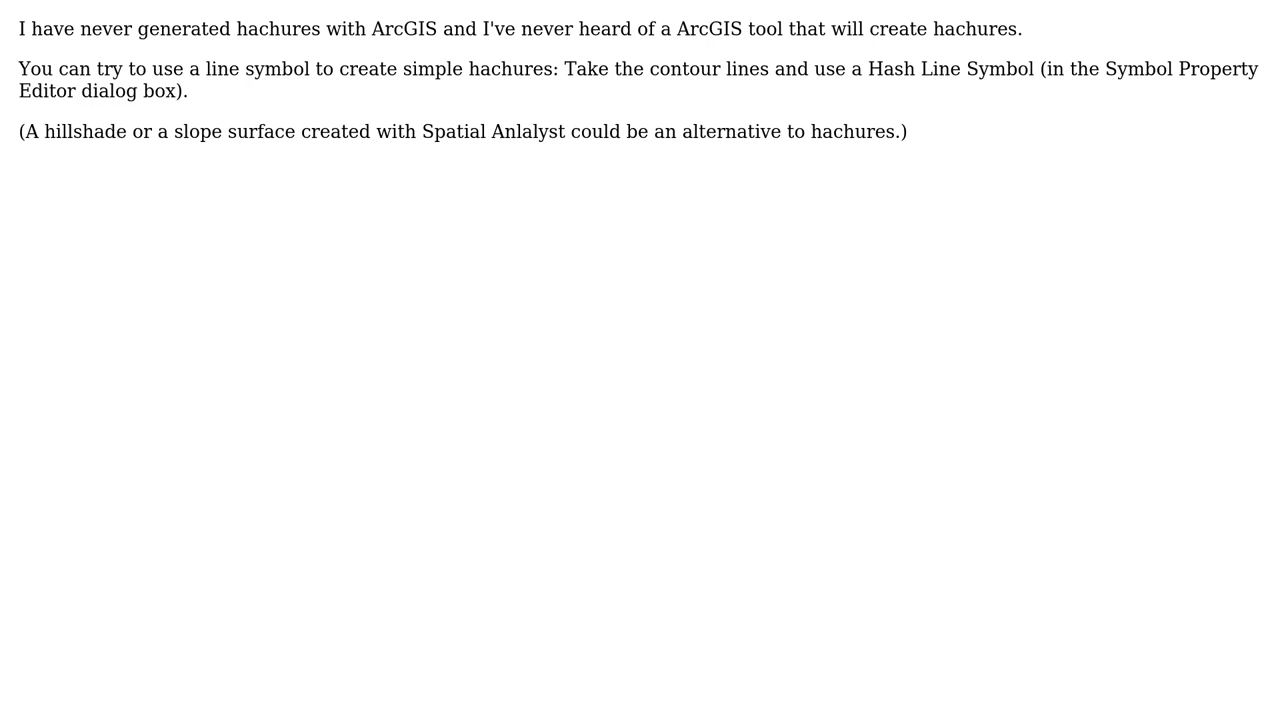 I have never generated hachures with ArcGIS and I've never heard of a ArcGIS tool that will create hachures.
You can try to use a line symbol to create simple hachures: Take the contour lines and use a Hash Line Symbol (in the Symbol Property
Editor dialog box).
(A hillshade or a slope surface created with Spatial Anlalyst could be an alternative to hachures.)